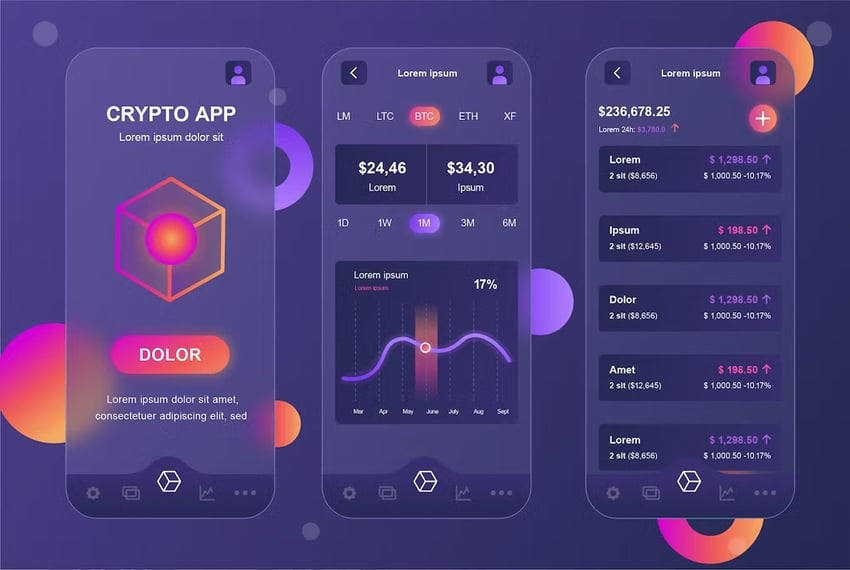 CRYPTO APP
Lorem ipsum dolor sit
DOLOR
Lorem ipsum dolor sit amet,
consectetuer adipiscing elit, sed
Lorem ipsum
LM LTC BTC ETH XF
$24,46 $34,30
Lorem Ipsum
1D 1W 1M 3M 6M
Lorem ipsum
Lorem ipsum
17%
Mar Apr May June July Aug Sept
Lorem ipsum
$236,678.25
Lorem 24h: $3,780.0
Lorem $ 1,298.50
2 slt ($8,656) $ 1,000.50 -10.17%
Ipsum $ 198.50
2 slt ($12,645) $ 1,000.50 -10.17%
Dolor $ 1,298.50
2 slt ($8,656) $ 1,000.50 -10.17%
Amet $ 198.50
2 slt ($12,645) $ 1,000.50 -10.17%
Lorem $ 1,298.50
2 slt ($8,656) $ 1,000.50 -10.17%